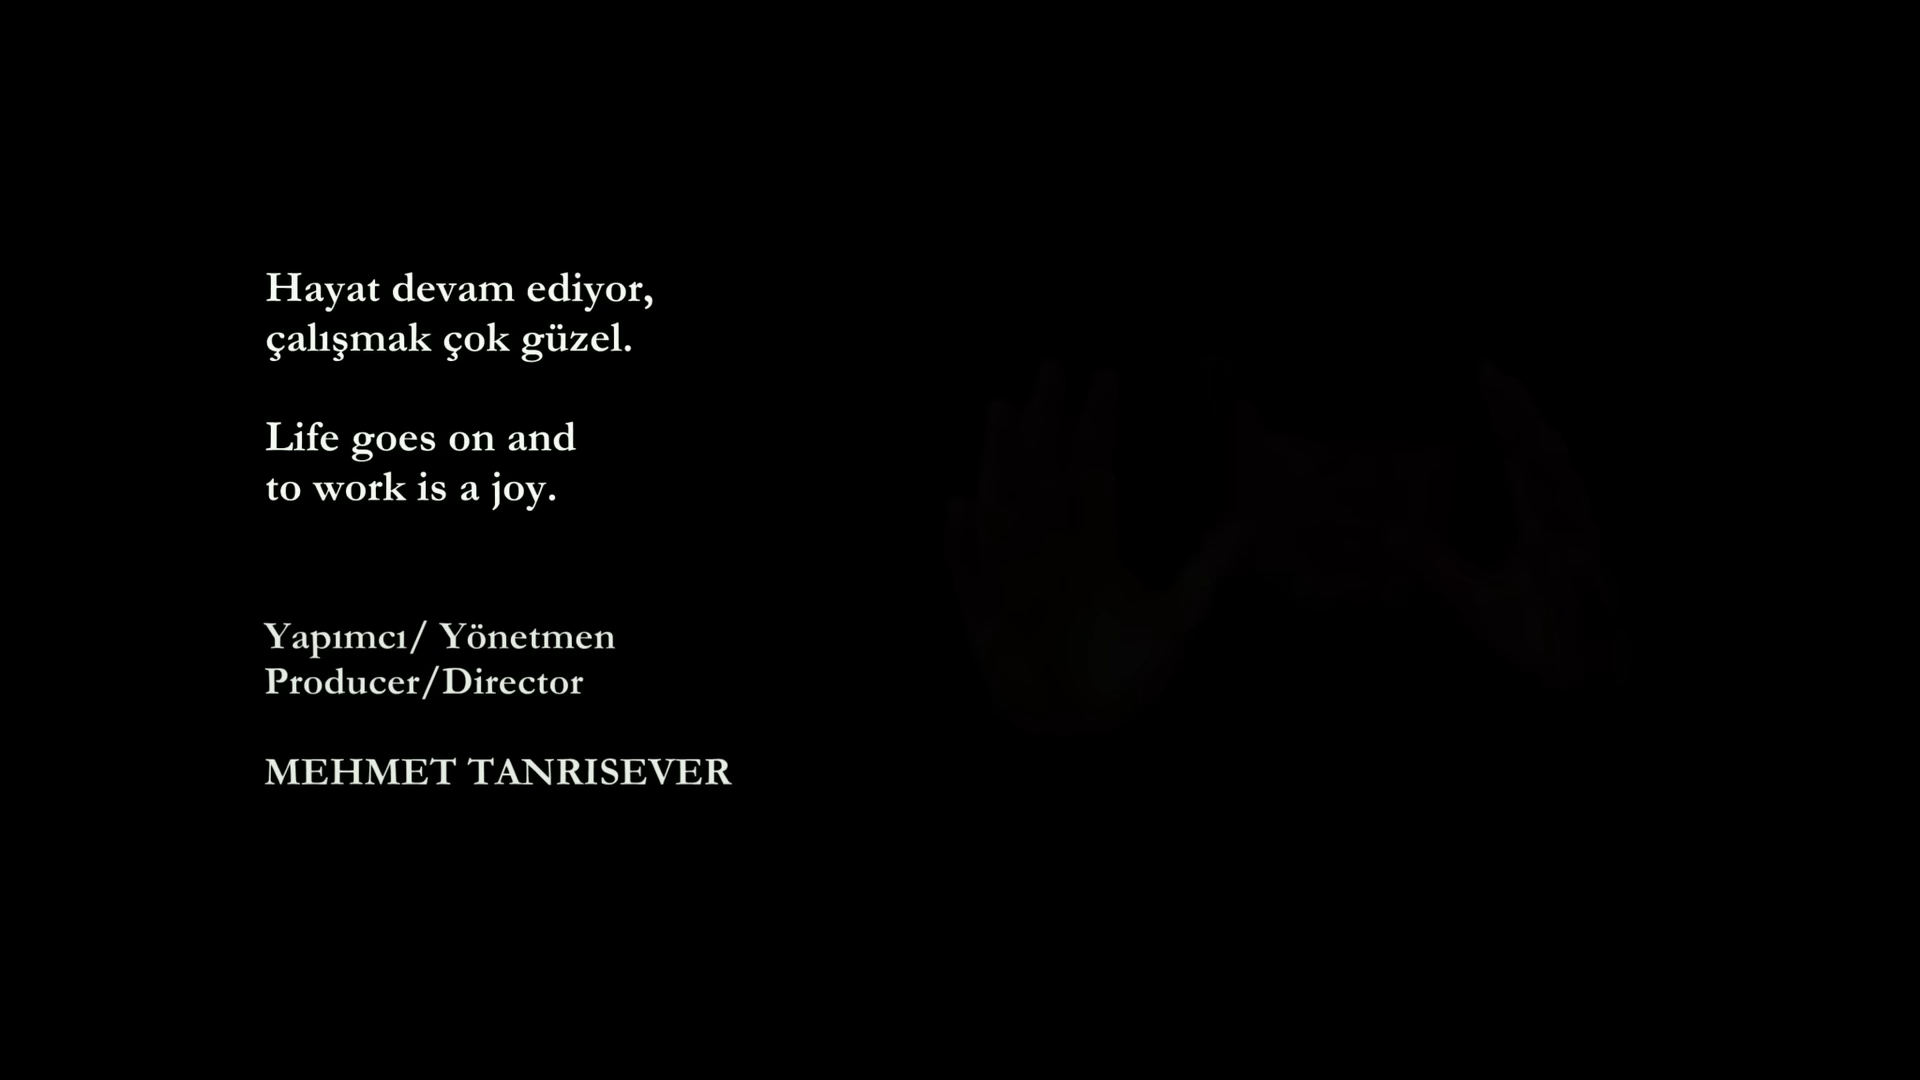 Hayat devam ediyor,
çalışmak çok güzel.
Life goes on and
to work is a joy.
Yapımcı/ Yönetmen
Producer/Director
MEHMET TANRISEVER